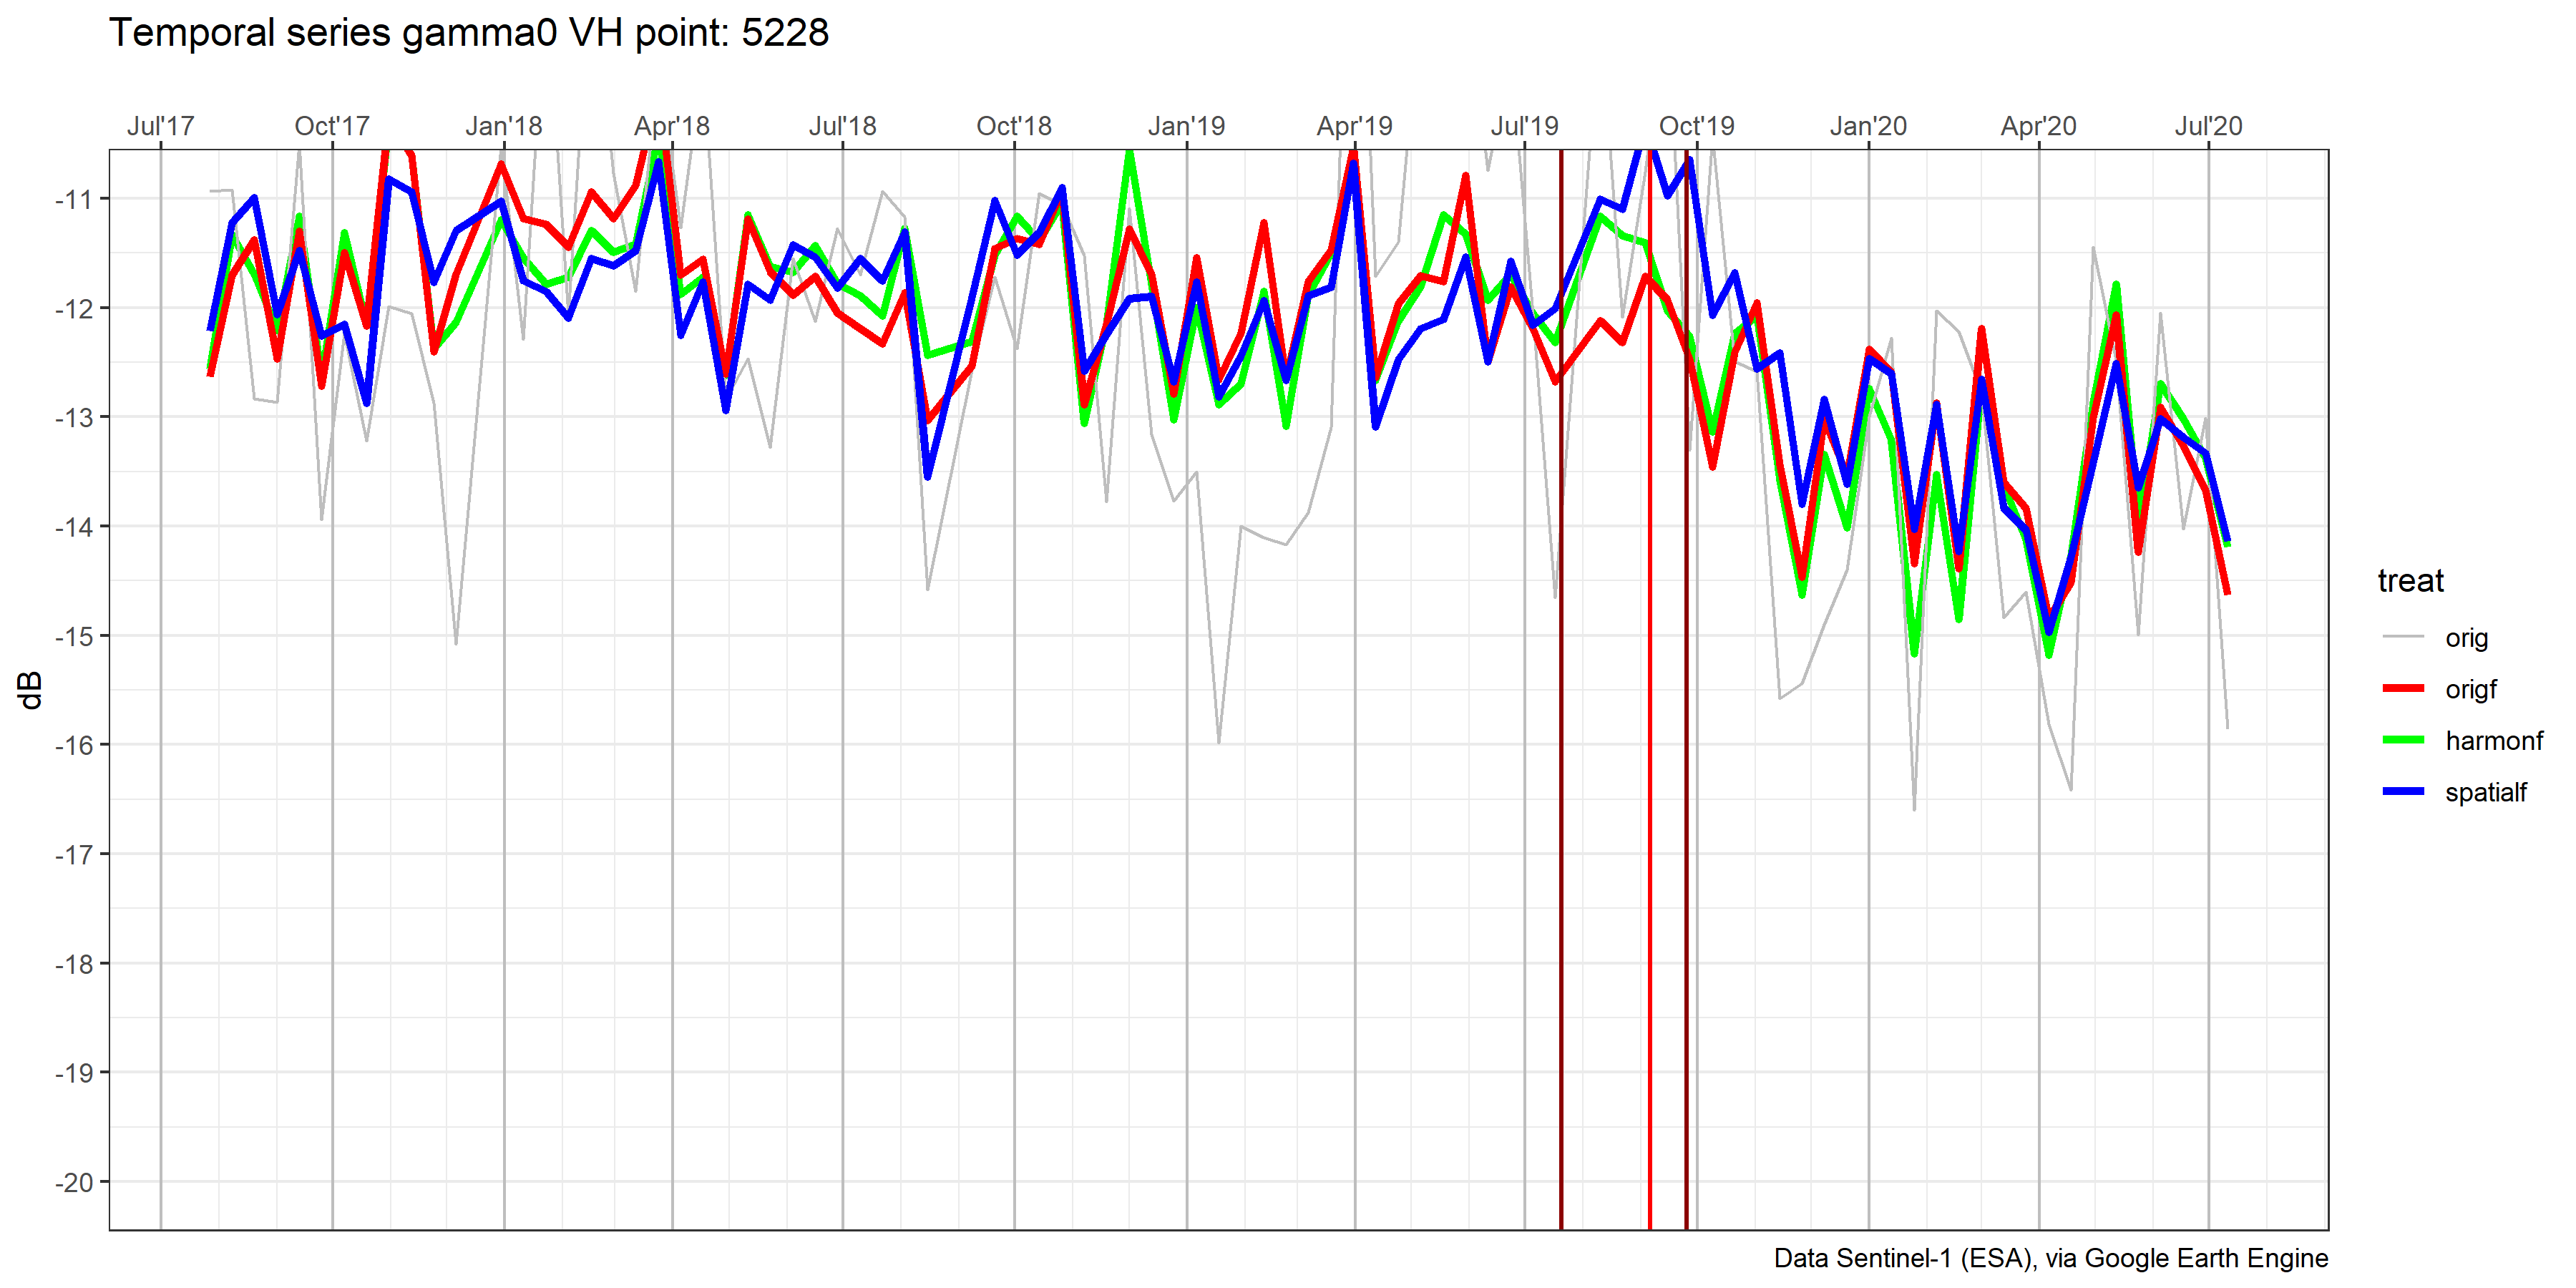 Temporal series gamma0 VH point: 5228
Jul'17 Oct'17 Jan'18 Apr'18 Jul'18 Oct'18 Jan'19 Apr'19 Jul'19 Oct'19 Jan'20 Apr'20 Jul'20
-11
-12
-13
-14
-15
-16
-17
-18
-19
-20
dB
treat
orig
origf
harmonf
spatialf
Data Sentinel-1 (ESA), via Google Earth Engine